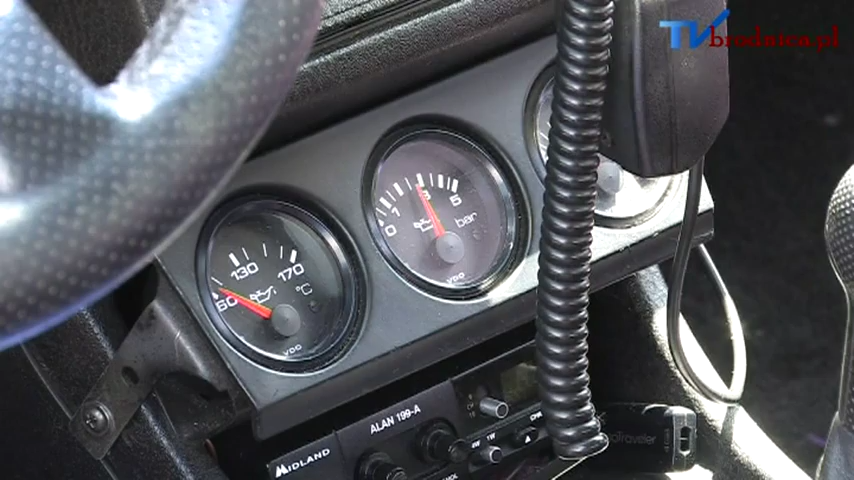 TVbrodnica.pl
0 1 3 5
bar
VDO
60 130 170
°C
VDO
ALAN 199-A
MIDLAND